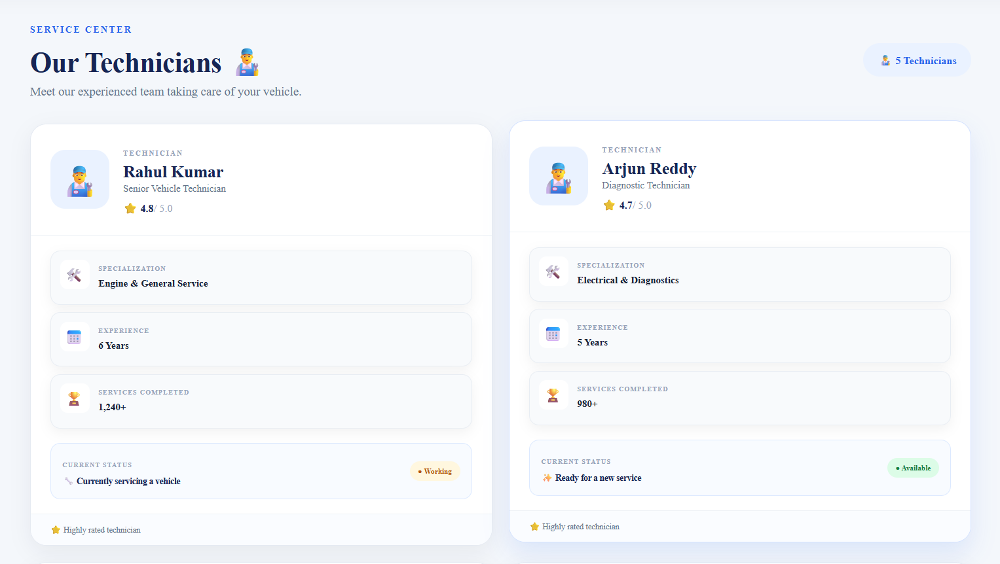 SERVICE CENTER
Our Technicians
5 Technicians
Meet our experienced team taking care of your vehicle.
TECHNICIAN
Rahul Kumar
Senior Vehicle Technician
4.8/ 5.0
SPECIALIZATION
Engine & General Service
EXPERIENCE
6 Years
SERVICES COMPLETED
1,240+
CURRENT STATUS
Currently servicing a vehicle
● Working
Highly rated technician
TECHNICIAN
Arjun Reddy
Diagnostic Technician
4.7/ 5.0
SPECIALIZATION
Electrical & Diagnostics
EXPERIENCE
5 Years
SERVICES COMPLETED
980+
CURRENT STATUS
Ready for a new service
● Available
Highly rated technician